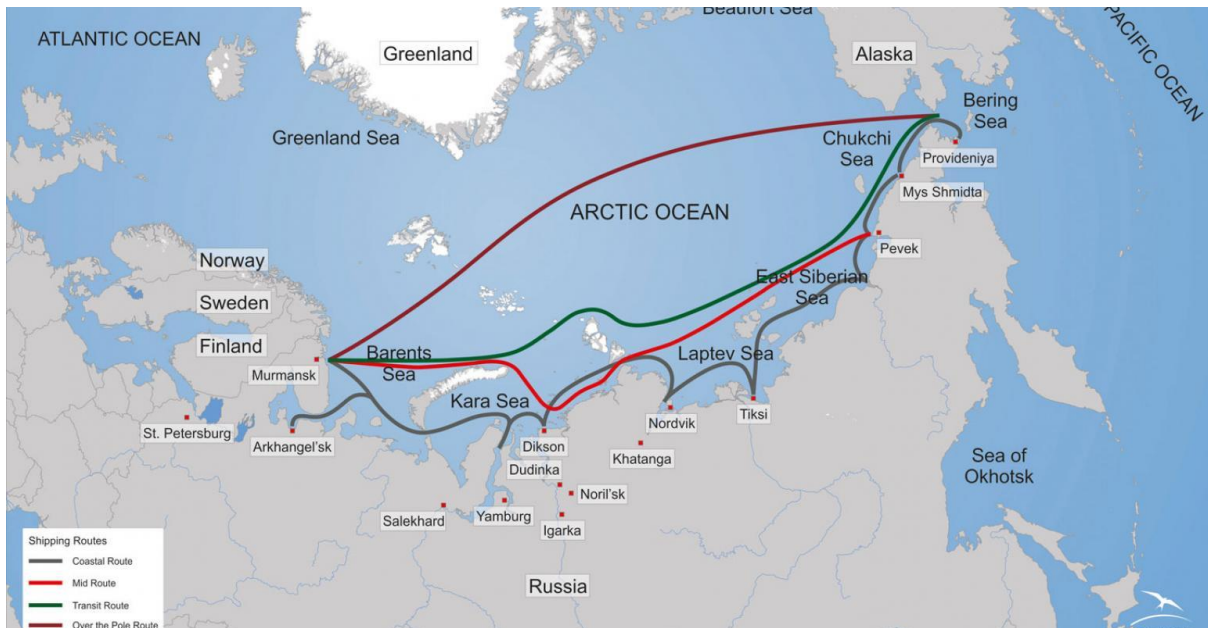 Beaufort Sea
ATLANTIC OCEAN
Greenland
Alaska
PACIFIC OCEAN
Greenland Sea
Bering
Sea
Chukchi
Sea
Provideniya
Mys Shmidta
ARCTIC OCEAN
Pevek
Norway
East Siberian
Sea
Sweden
Finland
Barents
Sea
Laptev Sea
Murmansk
Kara Sea
St. Petersburg
Arkhangel'sk
Dikson
Nordvik
Tiksi
Khatanga
Sea of
Okhotsk
Dudinka
Noril'sk
Salekhard
Yamburg
Igarka
Russia
Shipping Routes
Coastal Route
Mid Route
Transit Route
Over the Pole Route